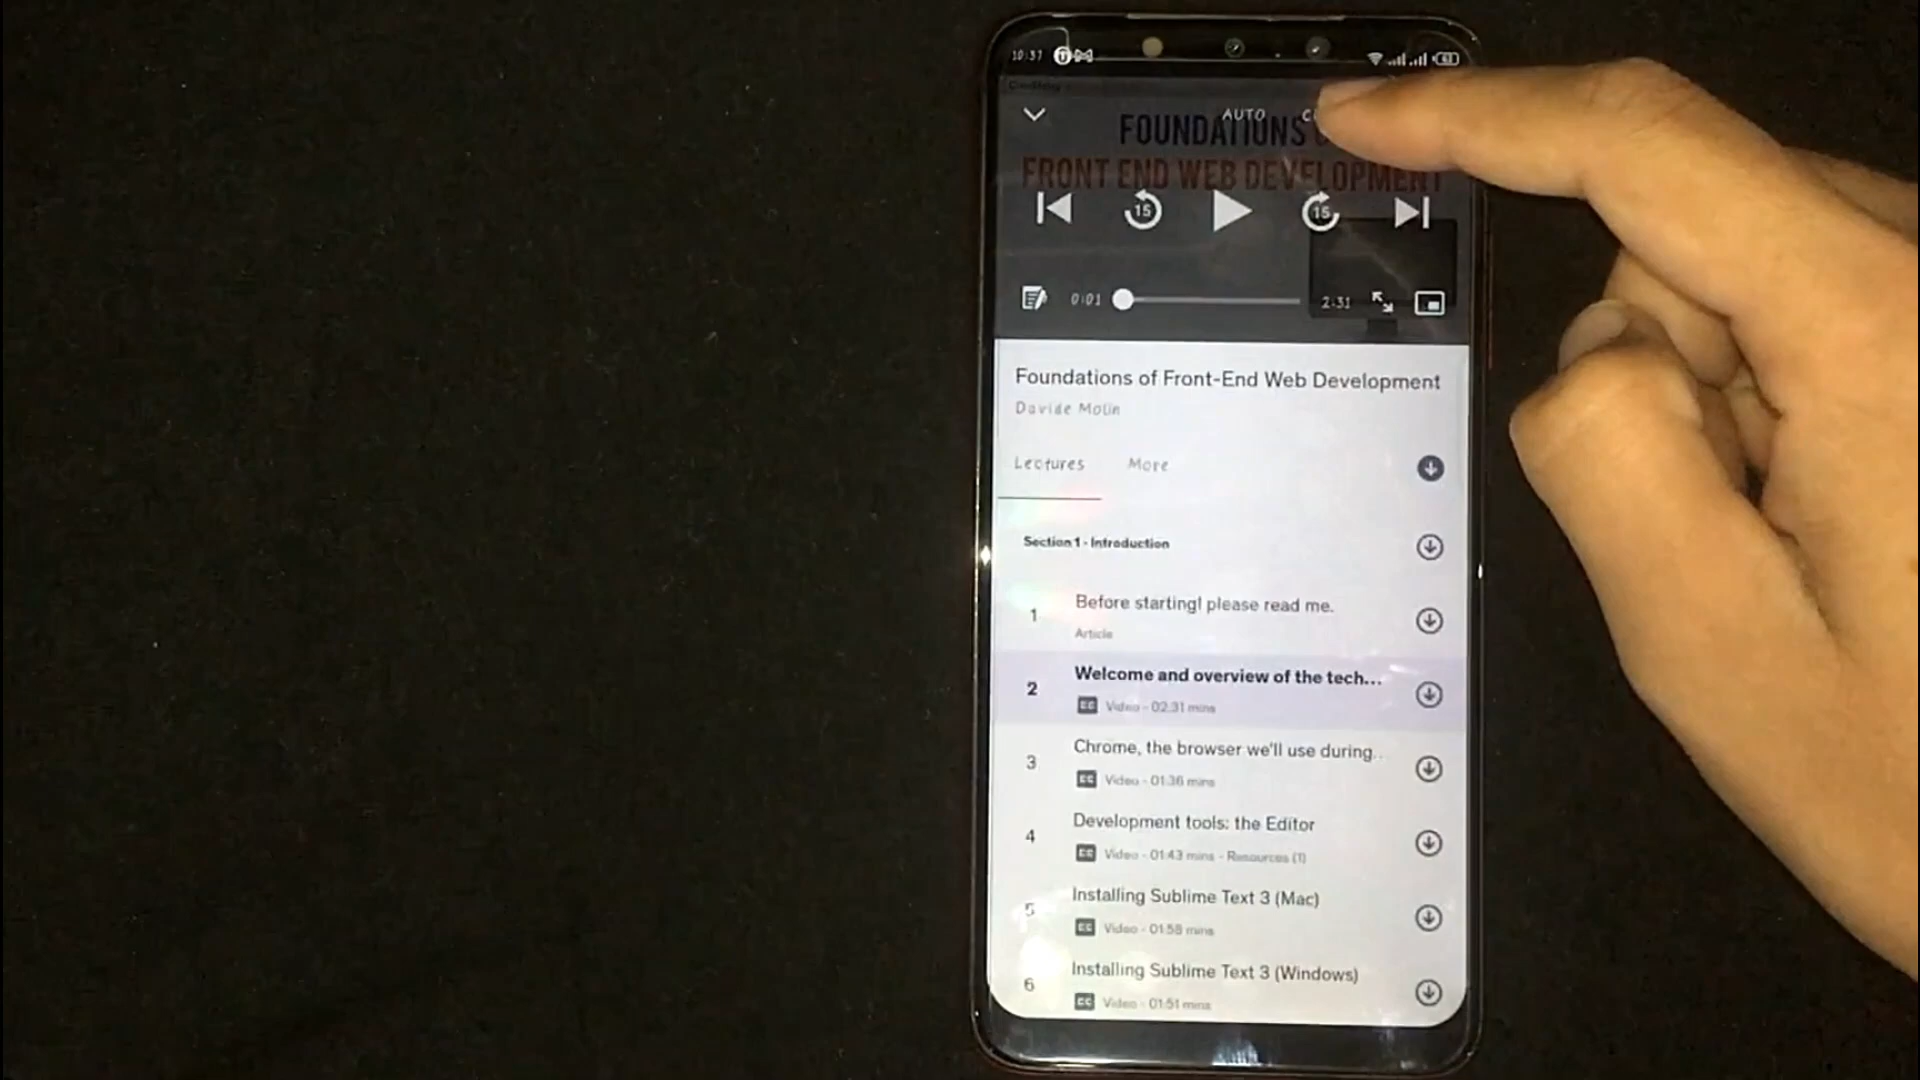 10:37
AUTO
FOUNDATIONS
FRONT END WEB DEVELOPMENT
15
15
0:01
2:31
Foundations of Front-End Web Development
Davide Molin
Lectures More
Section 1 - Introduction
1 Before starting! please read me.
Article
2 Welcome and overview of the tech...
CC Video - 02:31 mins
3 Chrome, the browser we'll use during...
CC Video - 01:36 mins
4 Development tools: the Editor
CC Video - 01:43 mins - Resources (1)
5 Installing Sublime Text 3 (Mac)
CC Video - 01:58 mins
6 Installing Sublime Text 3 (Windows)
CC Video - 01:51 mins